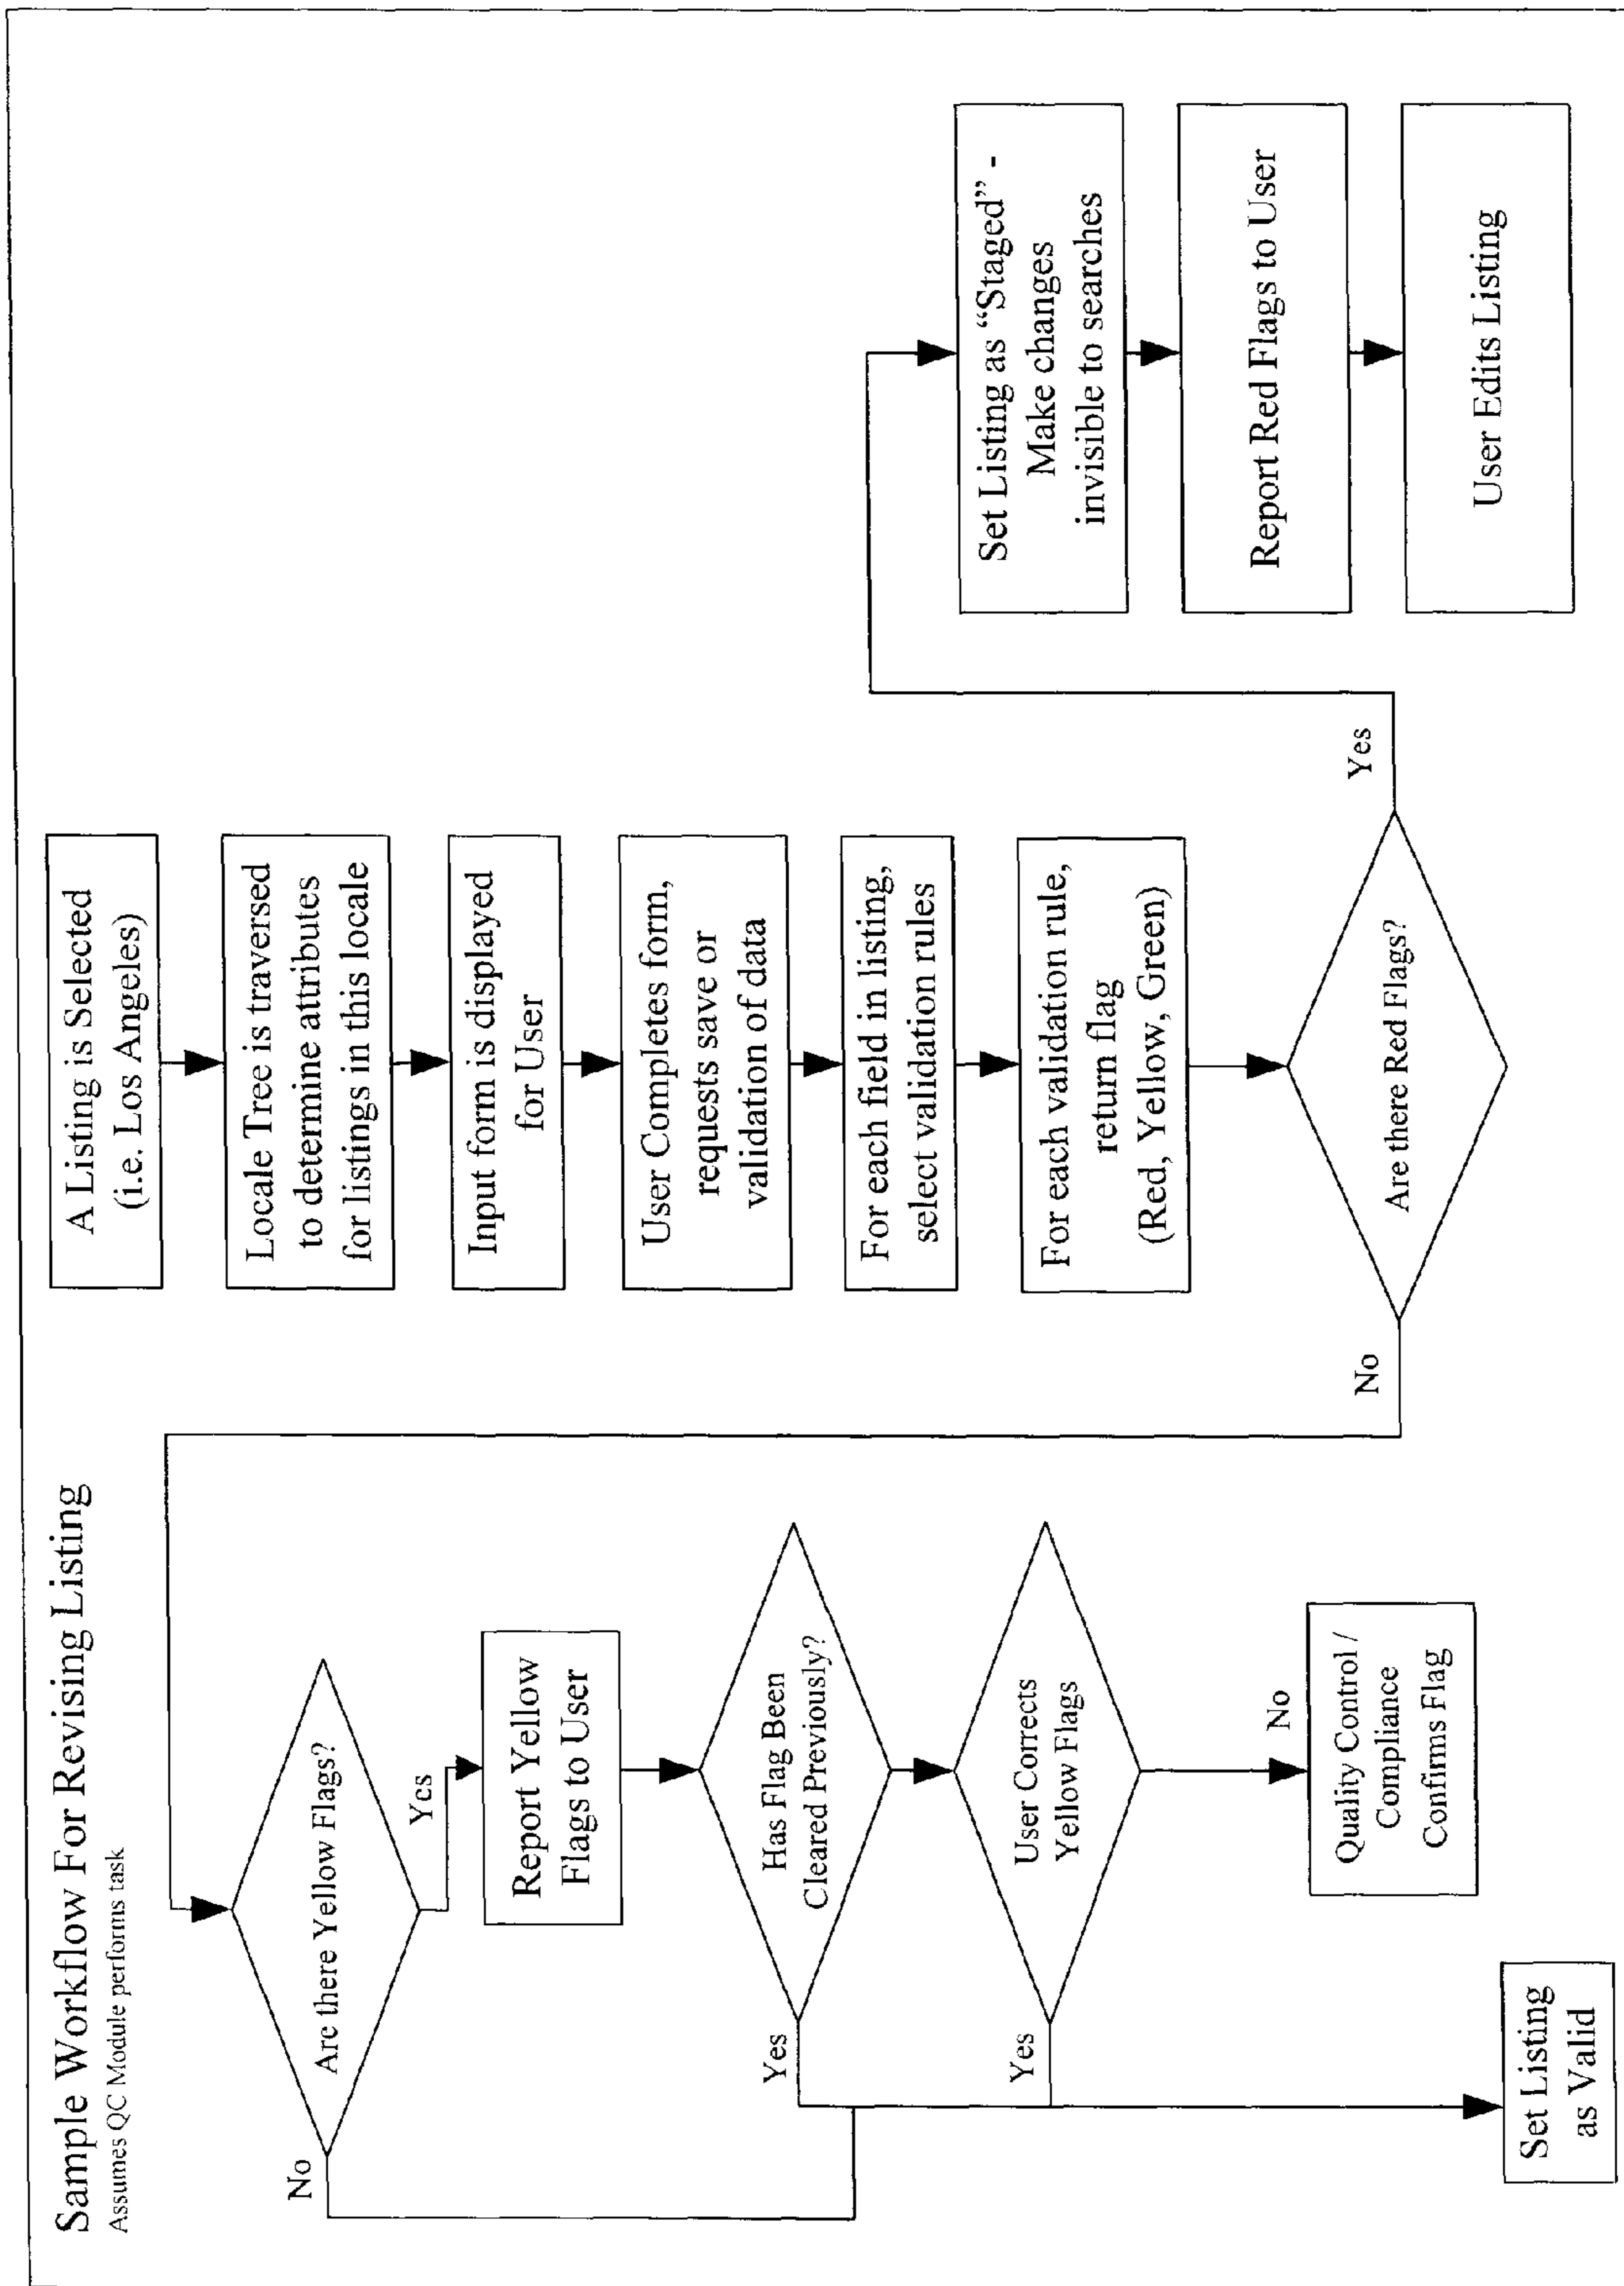 Sample Workflow For Revising Listing
Assumes QC Module performs task
A Listing is Selected
(i.e. Los Angeles)
Locale Tree is traversed
to determine attributes
for listings in this locale
Input form is displayed
for User
User Completes form,
requests save or
validation of data
For each field in listing,
select validation rules
For each validation rule,
return flag
(Red, Yellow, Green)
Are there Red Flags?
No
Yes
Are there Yellow Flags?
No
Yes
Report Yellow
Flags to User
Has Flag Been
Cleared Previously?
Yes
User Corrects
Yellow Flags
Yes
No
Quality Control /
Compliance
Confirms Flag
Set Listing
as Valid
Set Listing as “Staged” -
Make changes
invisible to searches
Report Red Flags to User
User Edits Listing